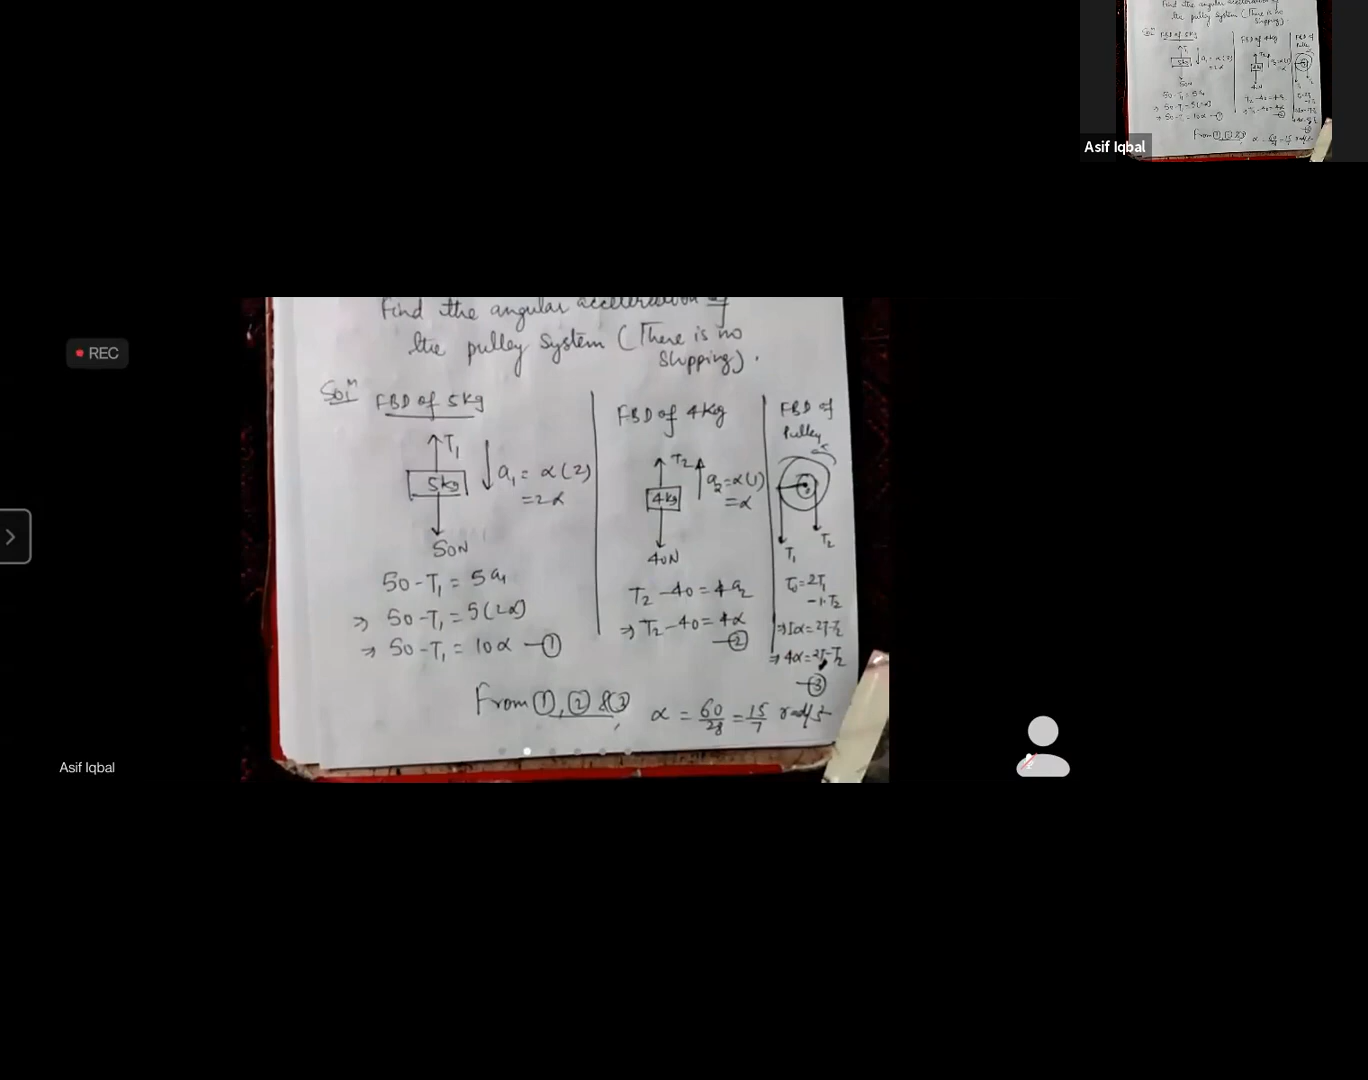 Asif Iqbal
REC
Find the angular acceleration of
the pulley system (There is no
slipping).
Solⁿ
FBD of 5kg
T₁
5kg
a₁ = α(2)
= 2α
50N
50 - T₁ = 5a₁
⇒ 50 - T₁ = 5(2α)
⇒ 50 - T₁ = 10α —①
FBD of 4kg
T₂
4kg
a₂ = α(1)
= α
40N
T₂ - 40 = 4a₂
⇒ T₂ - 40 = 4α
—②
FBD of
Pulley
α
T₁
T₂
= 2T₁
- 1·T₂
⇒ Iα = 2T₁ - T₂
⇒ 4α = 2T₁ - T₂
—③
From ①, ② & ③,
α = 60/28 = 15/7 rad/s²
Asif Iqbal